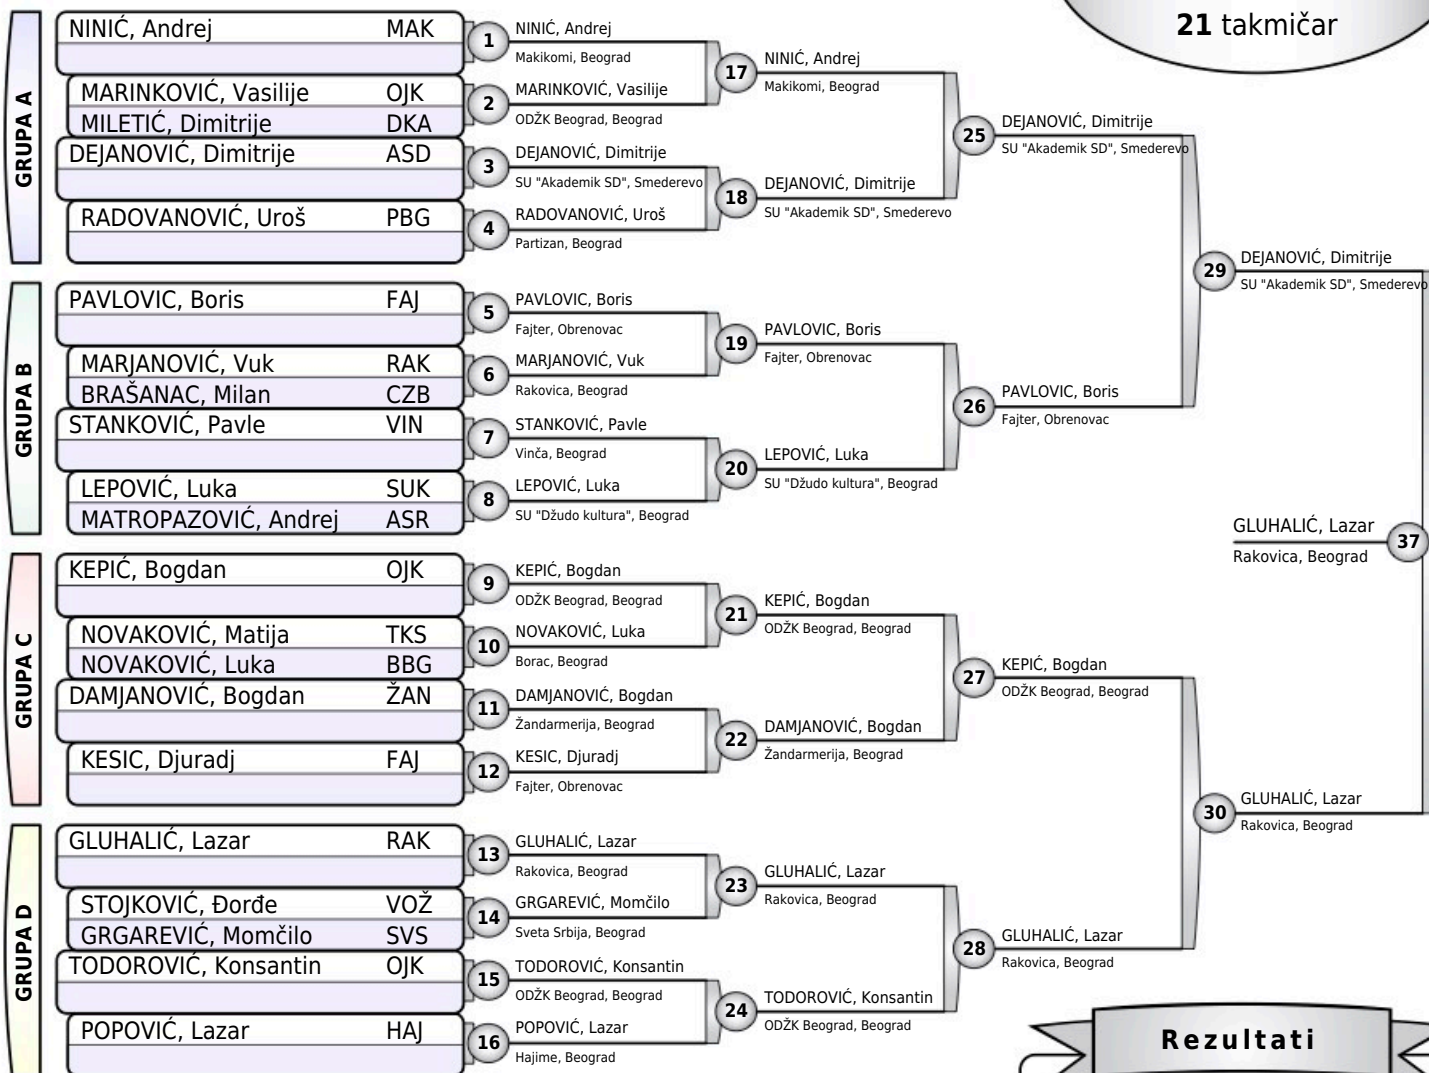 21 takmičar
GRUPA A
NINIĆ, Andrej MAK
MARINKOVIĆ, Vasilije OJK
MILETIĆ, Dimitrije DKA
DEJANOVIĆ, Dimitrije ASD
RADOVANOVIĆ, Uroš PBG
GRUPA B
PAVLOVIC, Boris FAJ
MARJANOVIĆ, Vuk RAK
BRAŠANAC, Milan CZB
STANKOVIĆ, Pavle VIN
LEPOVIĆ, Luka SUK
MATROPAZOVIĆ, Andrej ASR
GRUPA C
KEPIĆ, Bogdan OJK
NOVAKOVIĆ, Matija TKS
NOVAKOVIĆ, Luka BBG
DAMJANOVIĆ, Bogdan ŽAN
KESIC, Djuradj FAJ
GRUPA D
GLUHALIĆ, Lazar RAK
STOJKOVIĆ, Đorđe VOŽ
GRGAREVIĆ, Momčilo SVS
TODOROVIĆ, Konsantin OJK
POPOVIĆ, Lazar HAJ
1 NINIĆ, Andrej
Makikomi, Beograd
2 MARINKOVIĆ, Vasilije
ODŽK Beograd, Beograd
3 DEJANOVIĆ, Dimitrije
SU "Akademik SD", Smederevo
4 RADOVANOVIĆ, Uroš
Partizan, Beograd
5 PAVLOVIC, Boris
Fajter, Obrenovac
6 MARJANOVIĆ, Vuk
Rakovica, Beograd
7 STANKOVIĆ, Pavle
Vinča, Beograd
8 LEPOVIĆ, Luka
SU "Džudo kultura", Beograd
9 KEPIĆ, Bogdan
ODŽK Beograd, Beograd
10 NOVAKOVIĆ, Luka
Borac, Beograd
11 DAMJANOVIĆ, Bogdan
Žandarmerija, Beograd
12 KESIC, Djuradj
Fajter, Obrenovac
13 GLUHALIĆ, Lazar
Rakovica, Beograd
14 GRGAREVIĆ, Momčilo
Sveta Srbija, Beograd
15 TODOROVIĆ, Konsantin
ODŽK Beograd, Beograd
16 POPOVIĆ, Lazar
Hajime, Beograd
17 NINIĆ, Andrej
Makikomi, Beograd
18 DEJANOVIĆ, Dimitrije
SU "Akademik SD", Smederevo
19 PAVLOVIC, Boris
Fajter, Obrenovac
20 LEPOVIĆ, Luka
SU "Džudo kultura", Beograd
21 KEPIĆ, Bogdan
ODŽK Beograd, Beograd
22 DAMJANOVIĆ, Bogdan
Žandarmerija, Beograd
23 GLUHALIĆ, Lazar
Rakovica, Beograd
24 TODOROVIĆ, Konsantin
ODŽK Beograd, Beograd
25 DEJANOVIĆ, Dimitrije
SU "Akademik SD", Smederevo
26 PAVLOVIC, Boris
Fajter, Obrenovac
27 KEPIĆ, Bogdan
ODŽK Beograd, Beograd
28 GLUHALIĆ, Lazar
Rakovica, Beograd
29 DEJANOVIĆ, Dimitrije
SU "Akademik SD", Smederevo
30 GLUHALIĆ, Lazar
Rakovica, Beograd
GLUHALIĆ, Lazar 37
Rakovica, Beograd
Rezultati